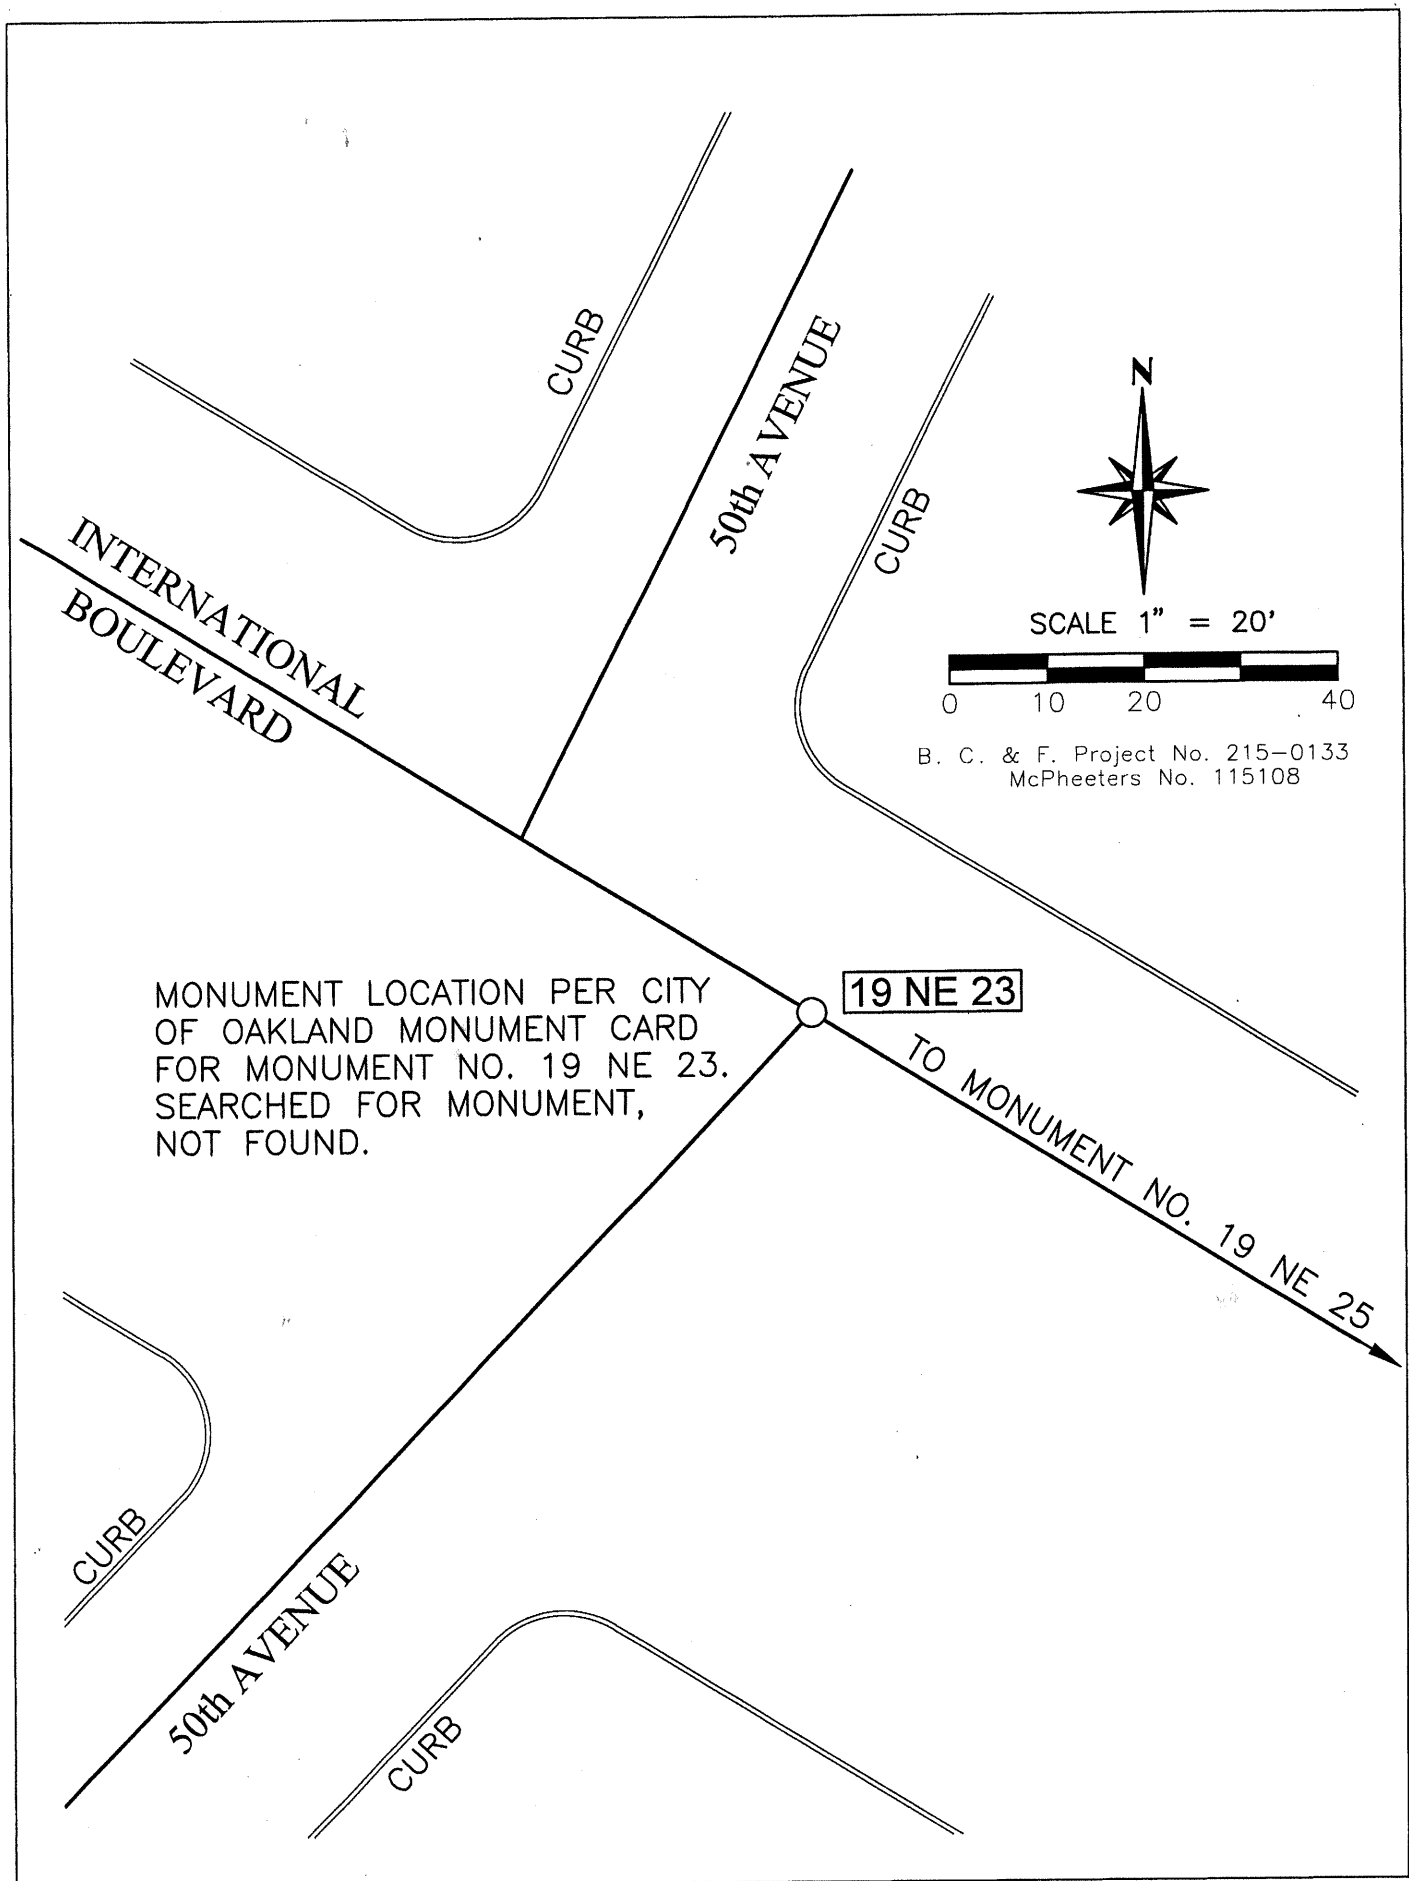 CURB
50th AVENUE
CURB
N
SCALE 1" = 20'
0 10 20 40
B. C. & F. Project No. 215-0133
McPheeters No. 115108
INTERNATIONAL
BOULEVARD
19 NE 23
MONUMENT LOCATION PER CITY
OF OAKLAND MONUMENT CARD
FOR MONUMENT NO. 19 NE 23.
SEARCHED FOR MONUMENT,
NOT FOUND.
TO MONUMENT NO. 19 NE 25
CURB
50th AVENUE
CURB